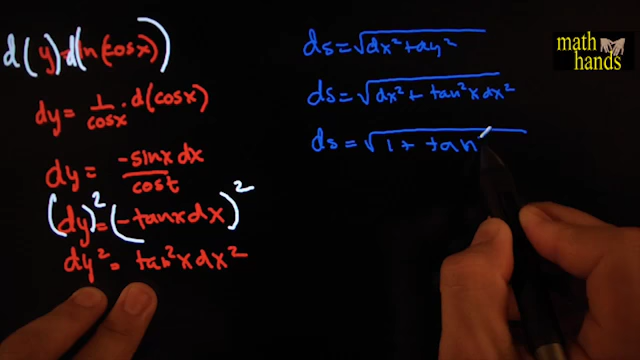 d(y) = d(ln(cosx))
dy = 1/cosx · d(cosx)
dy = -sinx dx / cost
(dy)² = (-tanx dx)²
dy² = tan²x dx²
ds = √dx² + dy²
ds = √dx² + tan²x dx²
ds = √1 + tan
math
hands